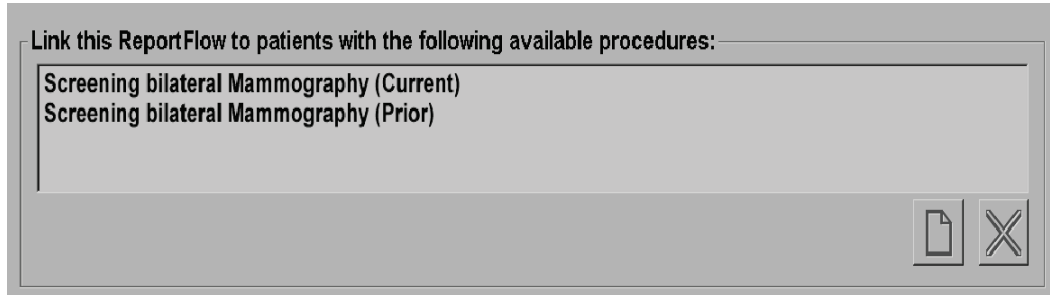 Link this ReportFlow to patients with the following available procedures:
Screening bilateral Mammography (Current)
Screening bilateral Mammography (Prior)